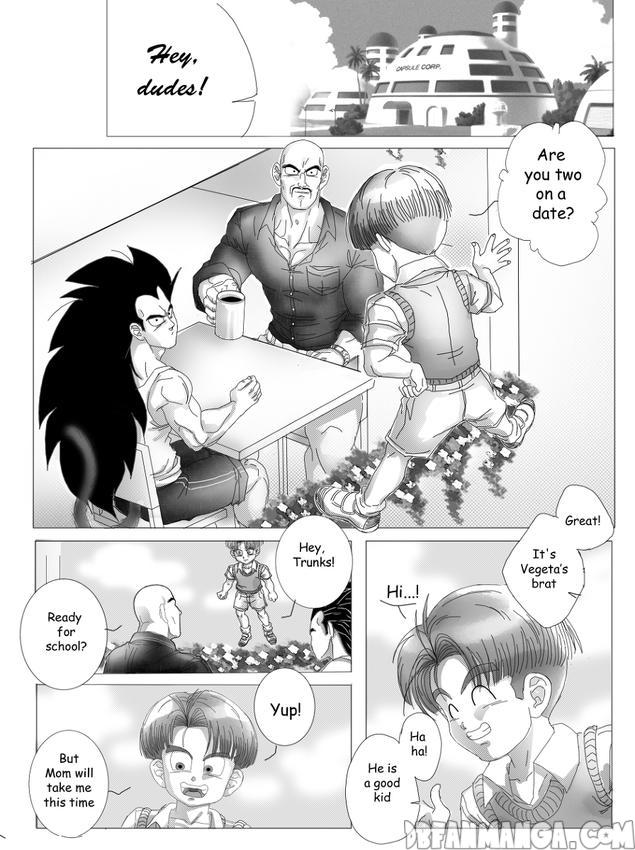 Hey,
dudes!
CAPSULE CORP.
Are
you two
on a
date?
Great!
It's
Vegeta's
brat
Hi...!
Hey,
Trunks!
Ready
for
school?
Yup!
But
Mom will
take me
this time
Ha
ha!
He is
a good
kid
DBFANMANGA.COM